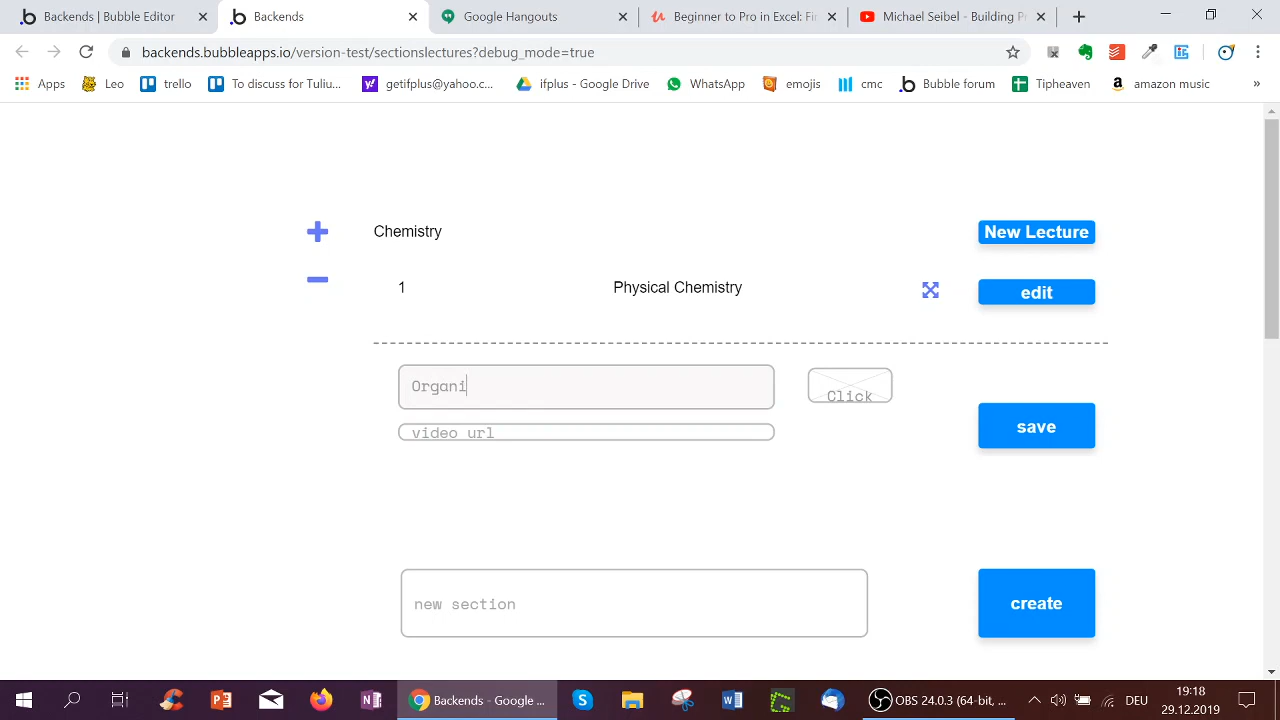 Backends | Bubble Editor
Backends
Google Hangouts
Beginner to Pro in Excel: Fi
Michael Seibel - Building Pr
backends.bubbleapps.io/version-test/sectionslectures?debug_mode=true
Apps
Leo
trello
To discuss for Tuliu...
getifplus@yahoo.c...
ifplus - Google Drive
WhatsApp
emojis
cmc
Bubble forum
Tipheaven
amazon music
»
Chemistry
New Lecture
1
Physical Chemistry
edit
Organi
Click
video url
save
new section
create
Backends - Google ...
OBS 24.0.3 (64-bit, ...
DEU
19:18
29.12.2019